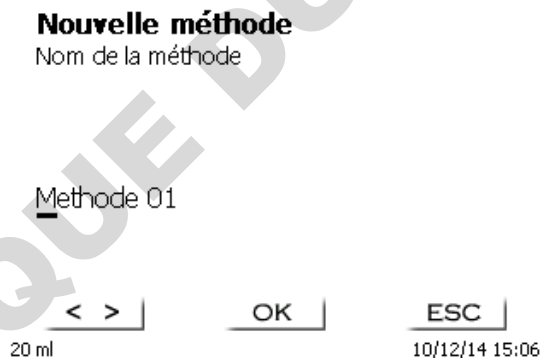 Nouvelle méthode
Nom de la méthode
Methode 01
< > OK ESC
20 ml 10/12/14 15:06